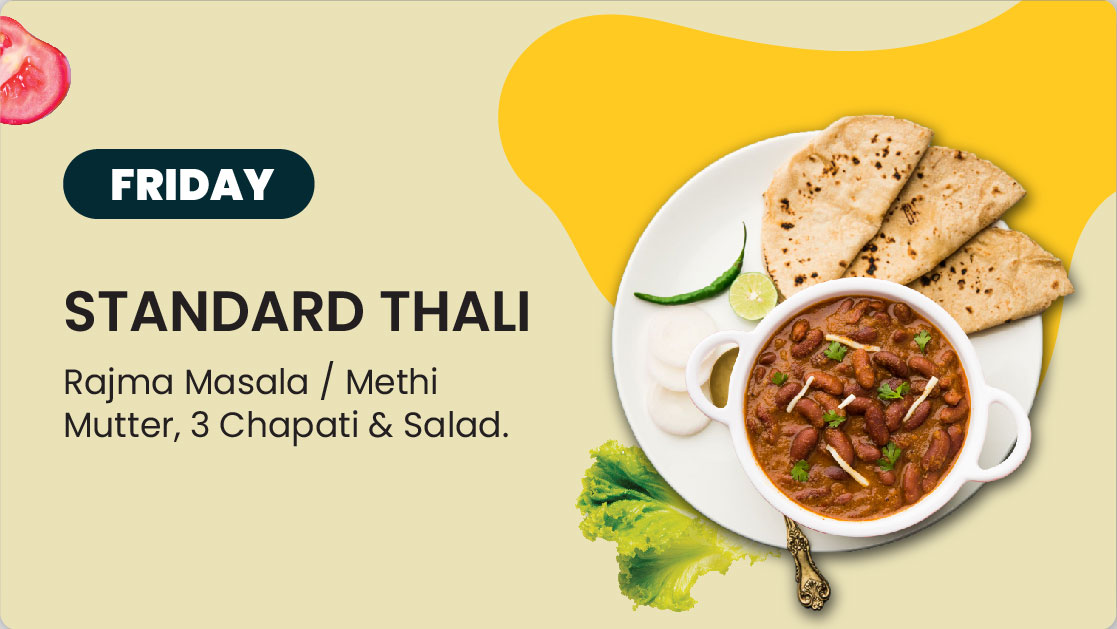 FRIDAY
STANDARD THALI
Rajma Masala / Methi
Mutter, 3 Chapati & Salad.